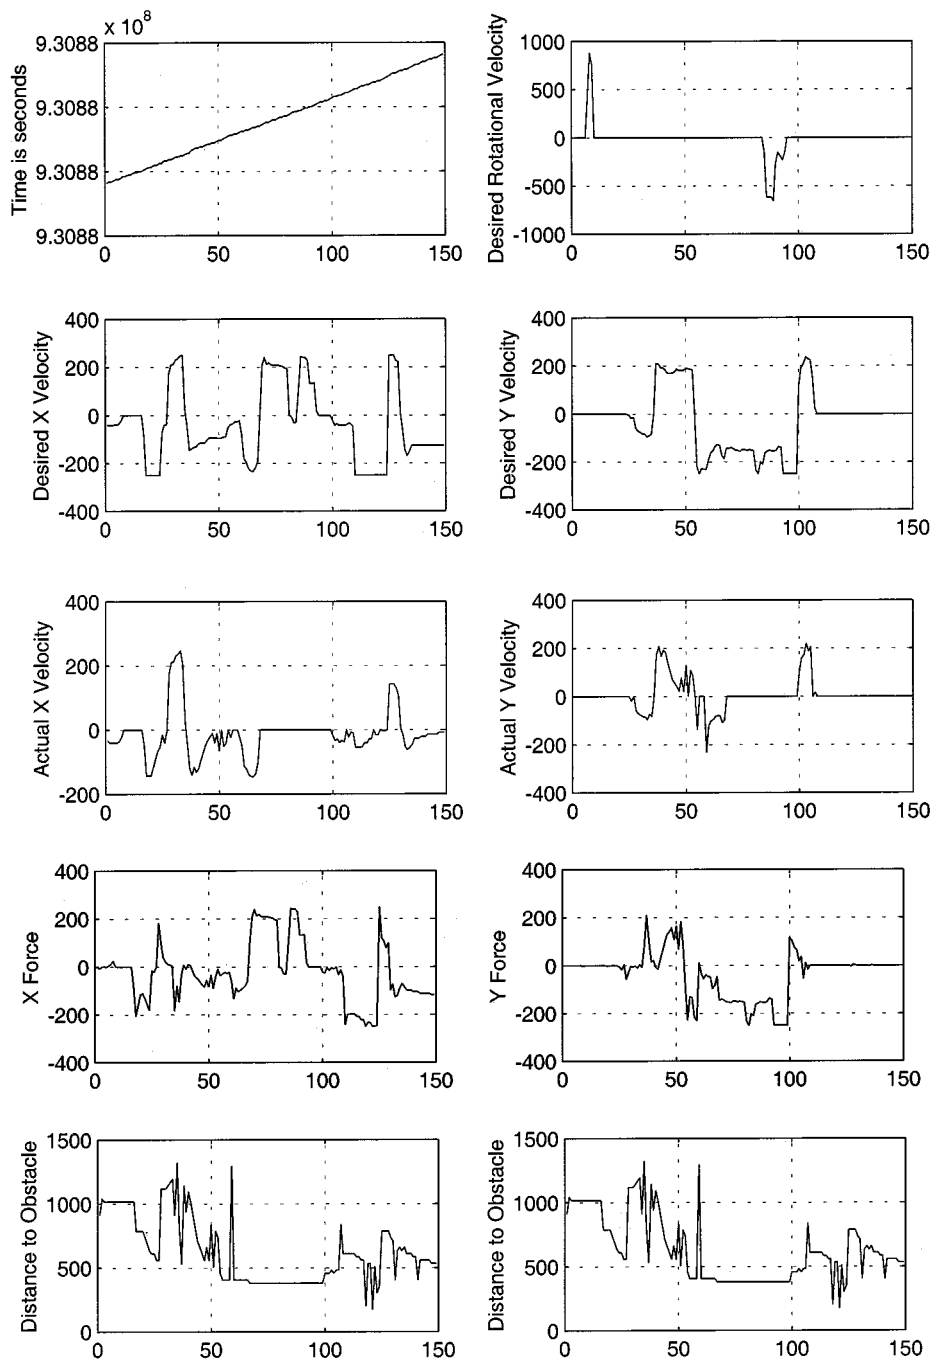 x 10^8
9.3088
9.3088
9.3088
9.3088
Time is seconds
0 50 100 150
1000
500
0
-500
-1000
Desired Rotational Velocity
0 50 100 150
400
200
0
-200
-400
Desired X Velocity
0 50 100 150
400
200
0
-200
-400
Desired Y Velocity
0 50 100 150
400
200
0
-200
Actual X Velocity
0 50 100 150
400
200
0
-200
-400
Actual Y Velocity
0 50 100 150
400
200
0
-200
-400
X Force
0 50 100 150
400
200
0
-200
-400
Y Force
0 50 100 150
1500
1000
500
0
Distance to Obstacle
0 50 100 150
1500
1000
500
0
Distance to Obstacle
0 50 100 150